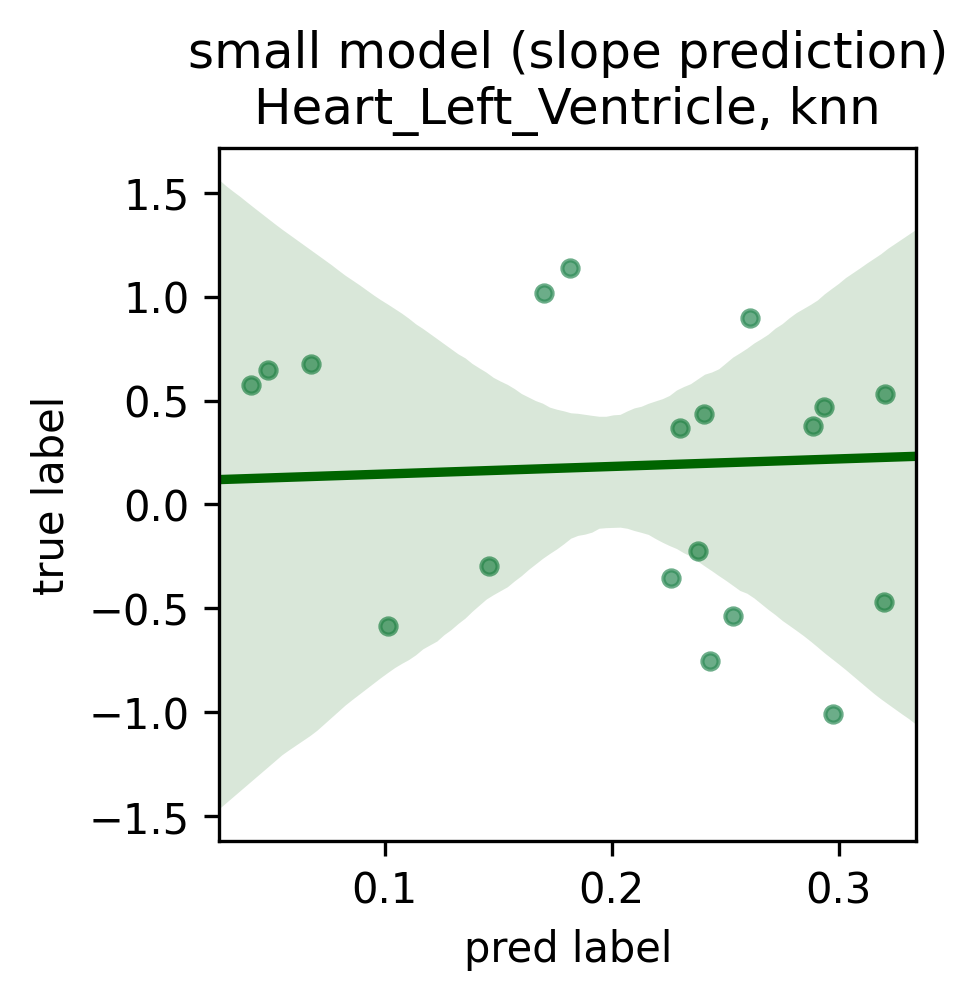 small model (slope prediction)
Heart_Left_Ventricle, knn
true label
1.5
1.0
0.5
0.0
−0.5
−1.0
−1.5
0.1
0.2
0.3
pred label